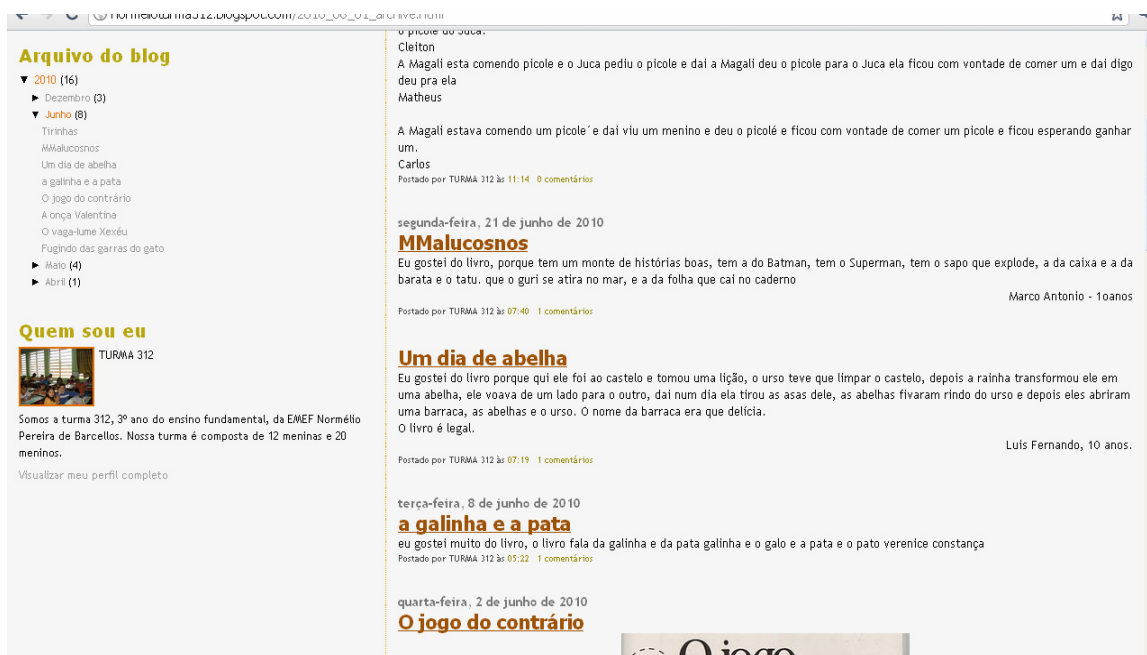 normelioturma312.blogspot.com/2010_06_01_archive.html
Arquivo do blog
▼ 2010 (16)
► Dezembro (3)
▼ Junho (8)
Tirinhas
MMalucosnos
Um dia de abelha
a galinha e a pata
O jogo do contrário
A onça Valentina
O vaga-lume Xexéu
Fugindo das garras do gato
► Maio (4)
► Abril (1)
Quem sou eu
TURMA 312
Somos a turma 312, 3º ano do ensino fundamental, da EMEF Normélio
Pereira de Barcellos. Nossa turma é composta de 12 meninas e 20
meninos.
Visualizar meu perfil completo
o picole do Juca.
Cleiton
A Magali esta comendo picole e o Juca pediu o picole e dai a Magali deu o picole para o Juca ela ficou com vontade de comer um e dai digo
deu pra ela
Matheus
A Magali estava comendo um picole´e dai viu um menino e deu o picolé e ficou com vontade de comer um picole e ficou esperando ganhar
um.
Carlos
Postado por TURMA 312 às 11:14 0 comentários
segunda-feira, 21 de junho de 2010
MMalucosnos
Eu gostei do livro, porque tem um monte de histórias boas, tem a do Batman, tem o Superman, tem o sapo que explode, a da caixa e a da
barata e o tatu. que o guri se atira no mar, e a da folha que cai no caderno
Marco Antonio - 1oanos
Postado por TURMA 312 às 07:40 1 comentários
Um dia de abelha
Eu gostei do livro porque qui ele foi ao castelo e tomou uma lição, o urso teve que limpar o castelo, depois a rainha transformou ele em
uma abelha, ele voava de um lado para o outro, dai num dia ela tirou as asas dele, as abelhas fivaram rindo do urso e depois eles abriram
uma barraca, as abelhas e o urso. O nome da barraca era que delícia.
O livro é legal.
Luis Fernando, 10 anos.
Postado por TURMA 312 às 07:19 1 comentários
terça-feira, 8 de junho de 2010
a galinha e a pata
eu gostei muito do livro, o livro fala da galinha e da pata galinha e o galo e a pata e o pato verenice constança
Postado por TURMA 312 às 05:22 1 comentários
quarta-feira, 2 de junho de 2010
O jogo do contrário
O jogo